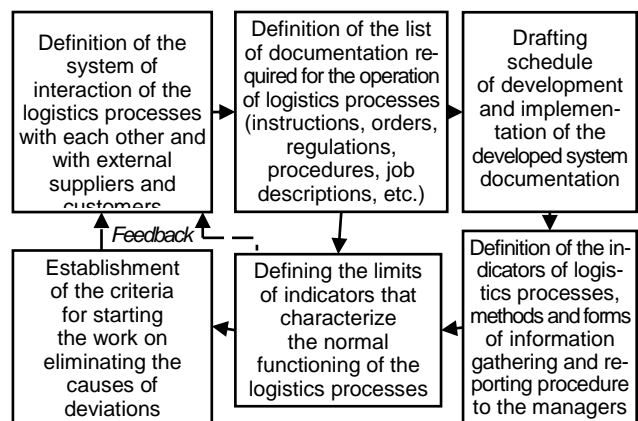 Definition of the
system of
interaction of the
logistics processes
with each other and
with external
suppliers and
customers
Definition of the list
of documentation re-
quired for the operation
of logistics processes
(instructions, orders,
regulations,
procedures, job
descriptions, etc.)
Drafting
schedule
of development
and implemen-
tation of the
developed system
documentation
Feedback
Establishment
of the criteria
for starting
the work on
eliminating the
causes of
deviations
Defining the limits
of indicators that
characterize
the normal
functioning of the
logistics processes
Definition of the in-
dicators of logis-
tics processes,
methods and forms
of information
gathering and re-
porting procedure
to the managers